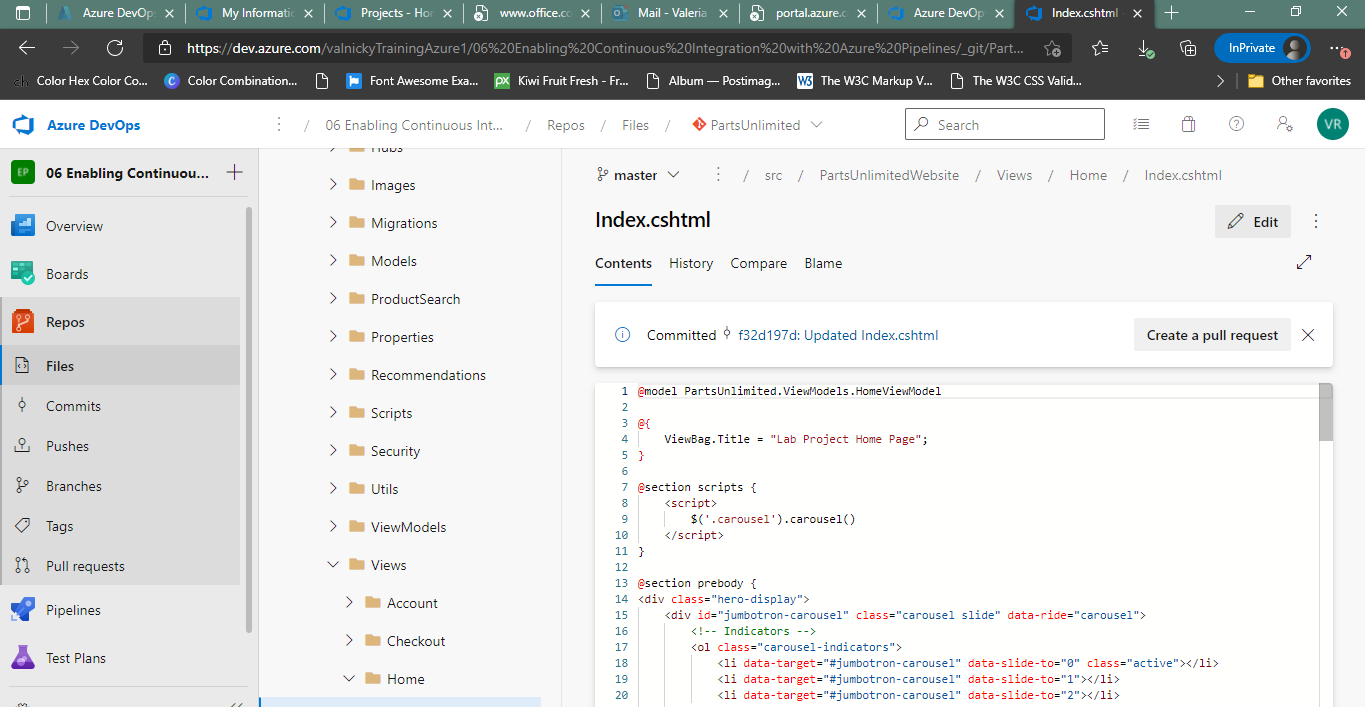 Azure DevOp
My Informatic
Projects - Hor
www.office.co
Mail - Valeria
portal.azure.c
Azure DevOp
Index.cshtml
https://dev.azure.com/valnickyTrainingAzure1/06%20Enabling%20Continuous%20Integration%20with%20Azure%20Pipelines/_git/Part...
InPrivate
Color Hex Color Co...
Color Combination...
Font Awesome Exa...
Kiwi Fruit Fresh - Fr...
Album — Postimag...
The W3C Markup V...
The W3C CSS Valid...
Other favorites
Azure DevOps
/ 06 Enabling Continuous Int... / Repos / Files / PartsUnlimited
Search
VR
EP
06 Enabling Continuou...
Overview
Boards
Repos
Files
Commits
Pushes
Branches
Tags
Pull requests
Pipelines
Test Plans
Hubs
Images
Migrations
Models
ProductSearch
Properties
Recommendations
Scripts
Security
Utils
ViewModels
Views
Account
Checkout
Home
master
/ src / PartsUnlimitedWebsite / Views / Home / Index.cshtml
Index.cshtml
Edit
Contents History Compare Blame
Committed f32d197d: Updated Index.cshtml
Create a pull request
1 @model PartsUnlimited.ViewModels.HomeViewModel
2
3 @{
4 ViewBag.Title = "Lab Project Home Page";
5 }
6
7 @section scripts {
8 <script>
9 $('.carousel').carousel()
10 </script>
11 }
12
13 @section prebody {
14 <div class="hero-display">
15 <div id="jumbotron-carousel" class="carousel slide" data-ride="carousel">
16 <!-- Indicators -->
17 <ol class="carousel-indicators">
18 <li data-target="#jumbotron-carousel" data-slide-to="0" class="active"></li>
19 <li data-target="#jumbotron-carousel" data-slide-to="1"></li>
20 <li data-target="#jumbotron-carousel" data-slide-to="2"></li>